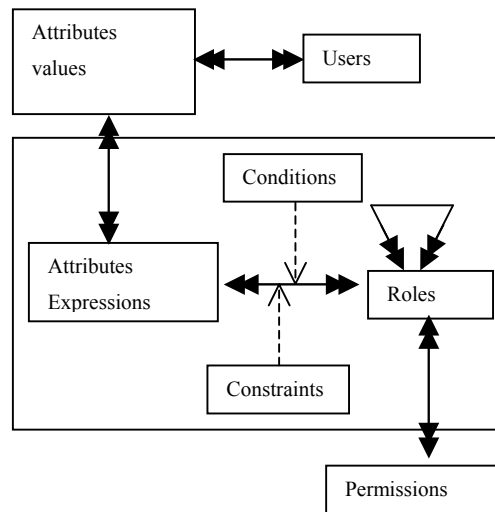 Attributes
values
Users
Conditions
Attributes
Expressions
Roles
Constraints
Permissions